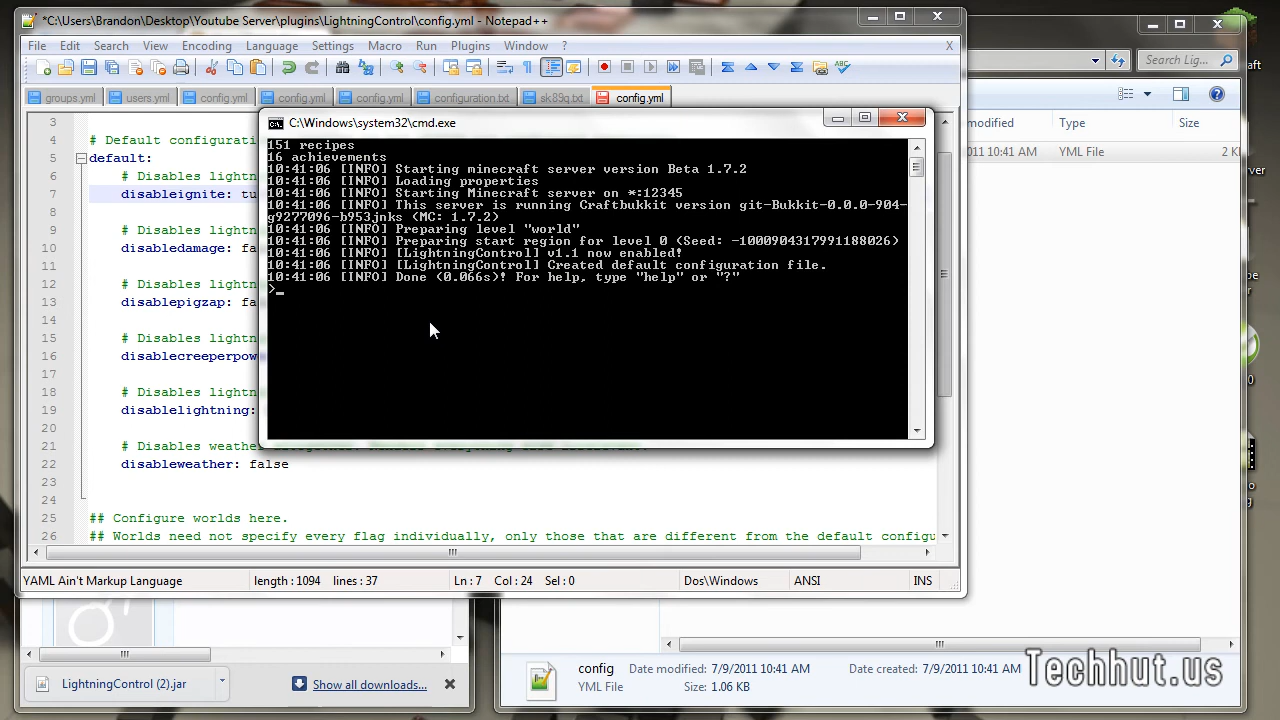 *C:\Users\Brandon\Desktop\Youtube Server\plugins\LightningControl\config.yml - Notepad++
File Edit Search View Encoding Language Settings Macro Run Plugins Window ? X
groups.yml users.yml config.yml config.yml config.yml configuration.txt sk89q.txt config.yml
3
4 # Default configuratio
5 default:
6 # Disables lightn
7 disableignite: tu
8
9 # Disables lightn
10 disabledamage: fa
11
12 # Disables lightn
13 disablepigzap: fa
14
15 # Disables lightn
16 disablecreeperpow
17
18 # Disables lightn
19 disablelightning:
20
21 # Disables weathe
22 disableweather: false
23
24
25 ## Configure worlds here.
26 ## Worlds need not specify every flag individually, only those that are different from the default configu
YAML Ain't Markup Language length : 1094 lines : 37 Ln : 7 Col : 24 Sel : 0 Dos\Windows ANSI INS
C:\Windows\system32\cmd.exe
151 recipes
16 achievements
10:41:06 [INFO] Starting minecraft server version Beta 1.7.2
10:41:06 [INFO] Loading properties
10:41:06 [INFO] Starting Minecraft server on *:12345
10:41:06 [INFO] This server is running Craftbukkit version git-Bukkit-0.0.0-904-
g9277096-b953jnks (MC: 1.7.2)
10:41:06 [INFO] Preparing level "world"
10:41:06 [INFO] Preparing start region for level 0 (Seed: -1000904317991188026)
10:41:06 [INFO] [LightningControl] v1.1 now enabled!
10:41:06 [INFO] [LightningControl] Created default configuration file.
10:41:06 [INFO] Done (0.066s)! For help, type "help" or "?"
>_
Search Lig...
modified Type Size
10:41 AM YML File 2 K
LightningControl (2).jar
Show all downloads...
config Date modified: 7/9/2011 10:41 AM Date created: 7/9/2011 10:41 AM
YML File Size: 1.06 KB
Techhut.us